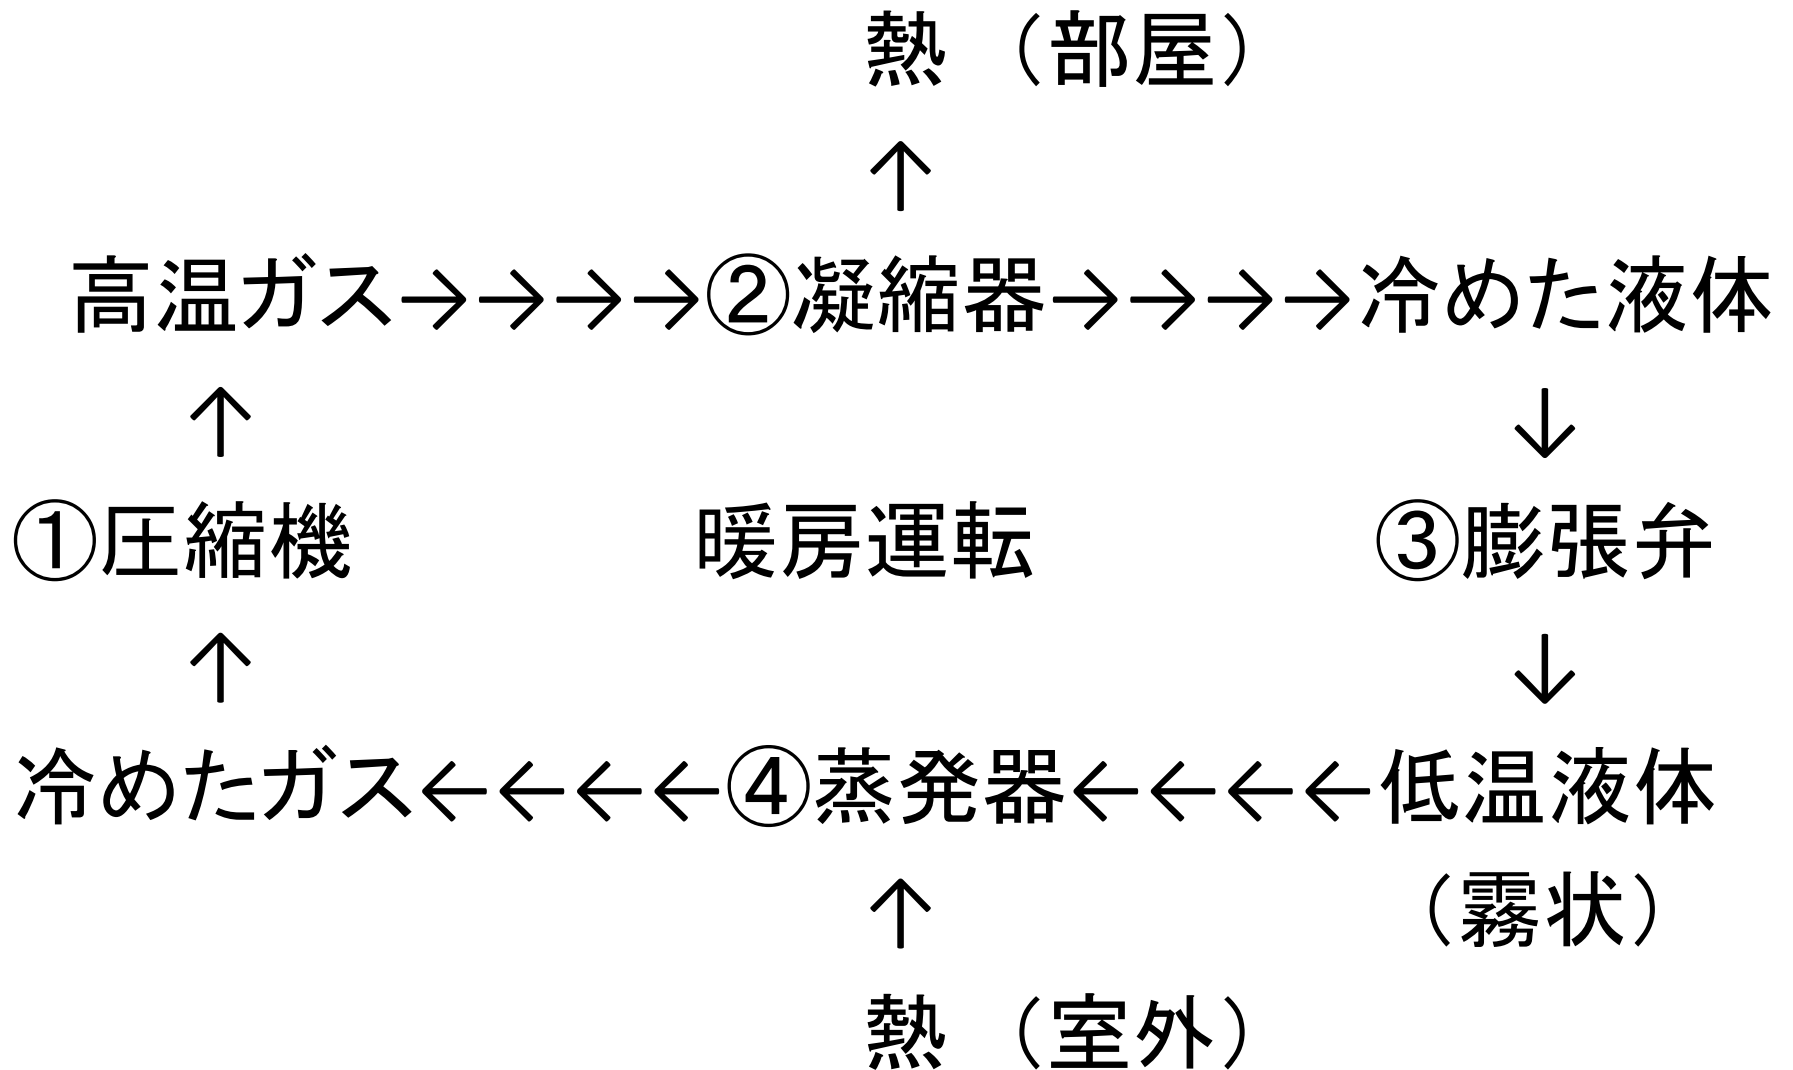 熱（部屋）
↑
高温ガス→→→→②凝縮器→→→→冷めた液体
↑ ↓
①圧縮機 暖房運転 ③膨張弁
↑ ↓
冷めたガス←←←←④蒸発器←←←←低温液体
（霧状）
↑
熱（室外）